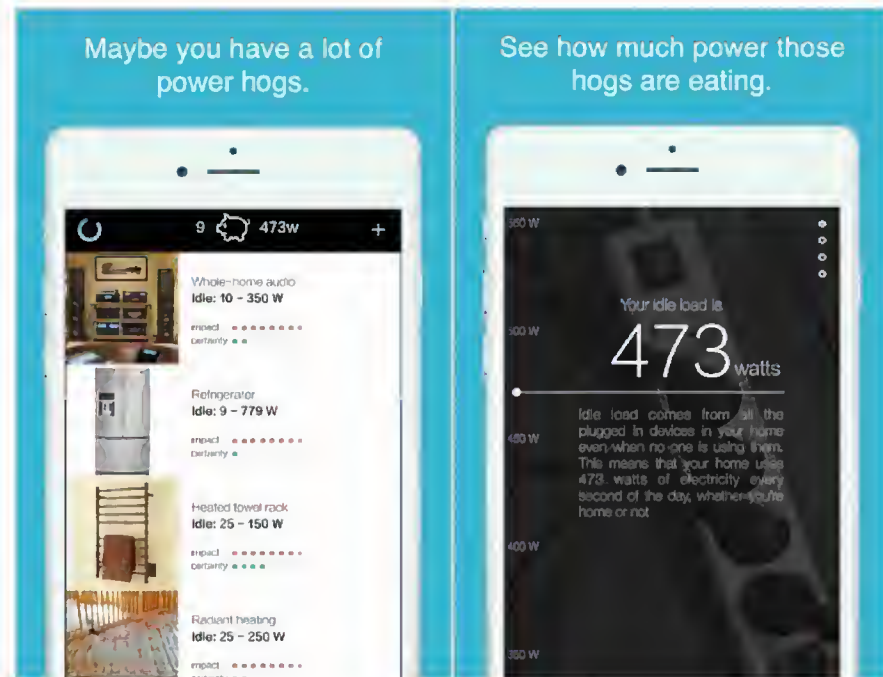 Maybe you have a lot of
power hogs.
9 473w +
Whole-home audio
Idle: 10 – 350 W
impact
certainty
Refrigerator
Idle: 9 – 779 W
impact
certainty
Heated towel rack
Idle: 25 – 150 W
impact
certainty
Radiant heating
Idle: 25 – 250 W
impact
See how much power those
hogs are eating.
550 W
Your idle load is
500 W
473 watts
Idle load comes from all the
plugged in devices in your home
450 W
even when no one is using them.
This means that your home uses
473 watts of electricity every
second of the day, whether you're
home or not
400 W
350 W